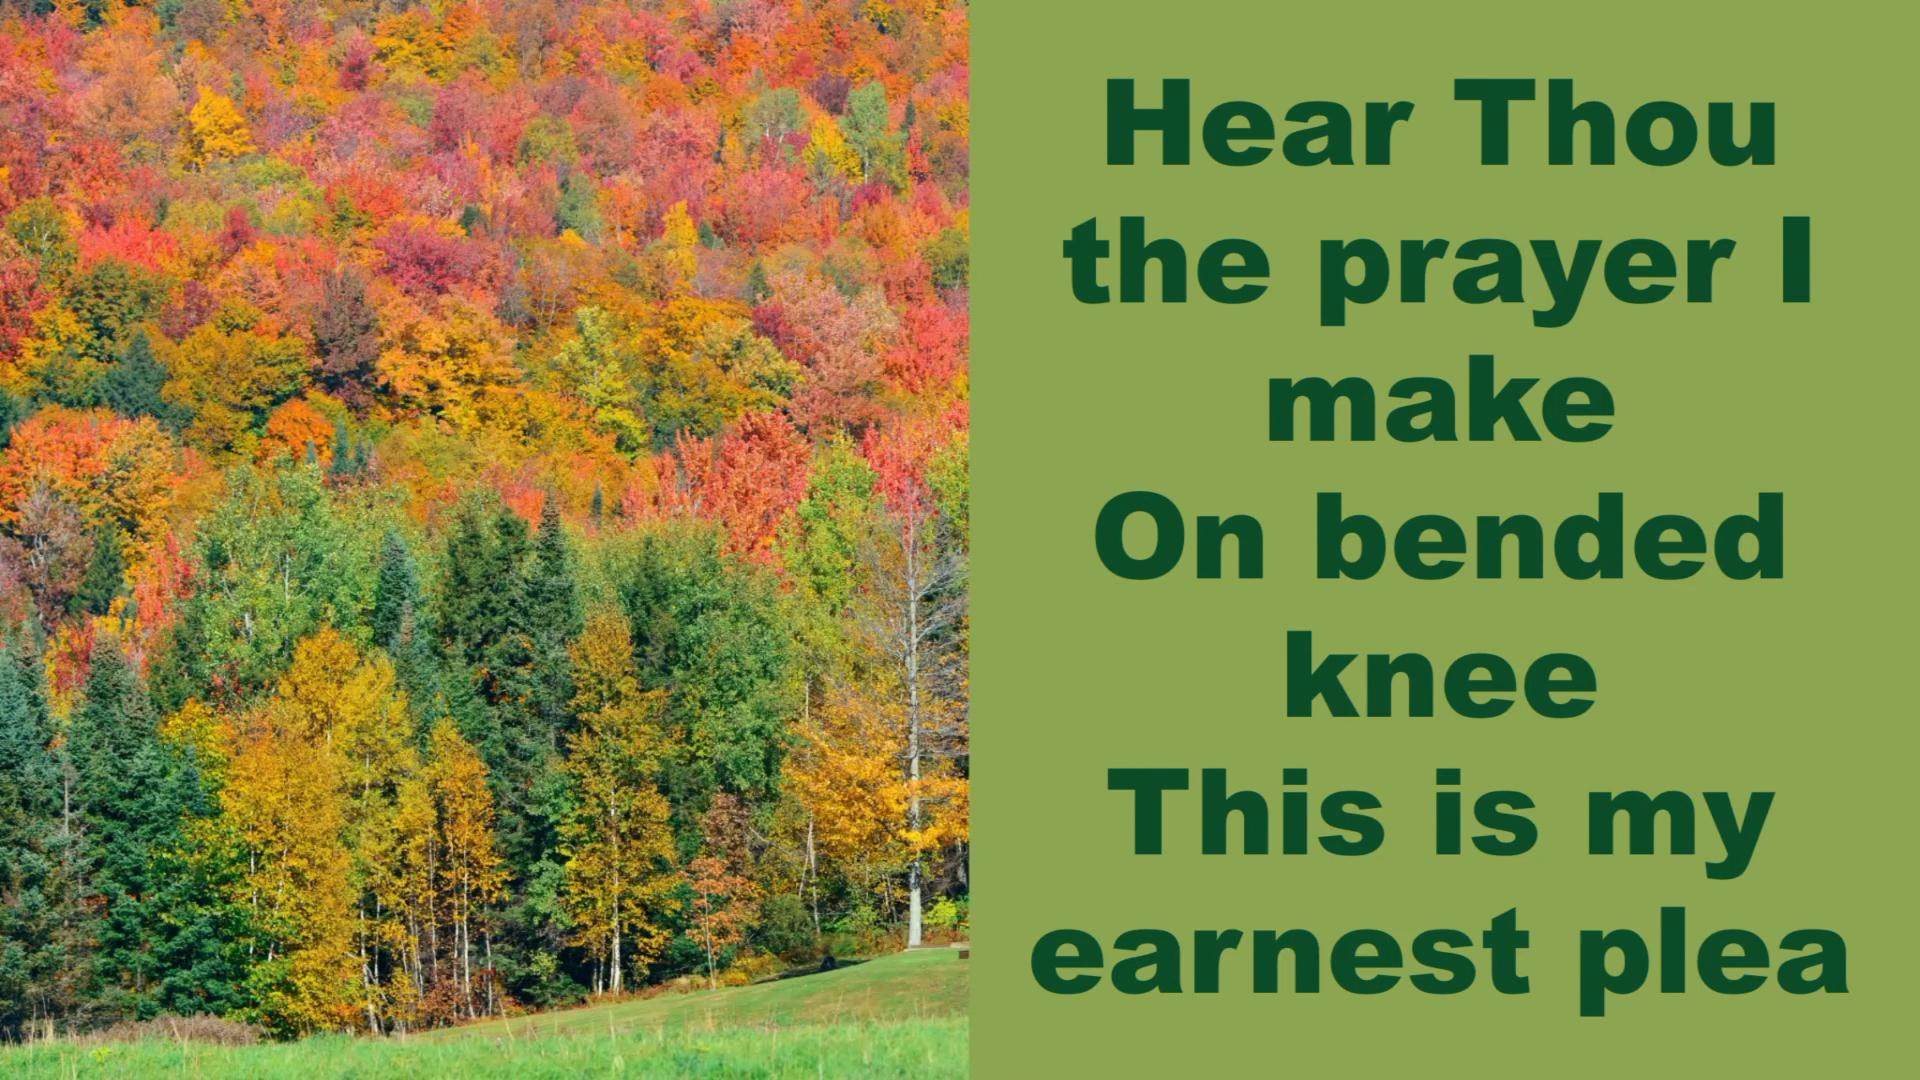 Hear Thou
the prayer I
make
On bended
knee
This is my
earnest plea